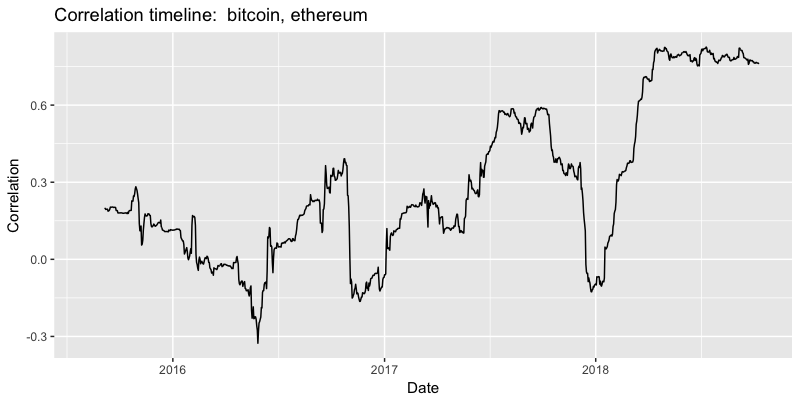 Correlation timeline:  bitcoin, ethereum
Correlation
0.6
0.3
0.0
-0.3
2016
2017
2018
Date